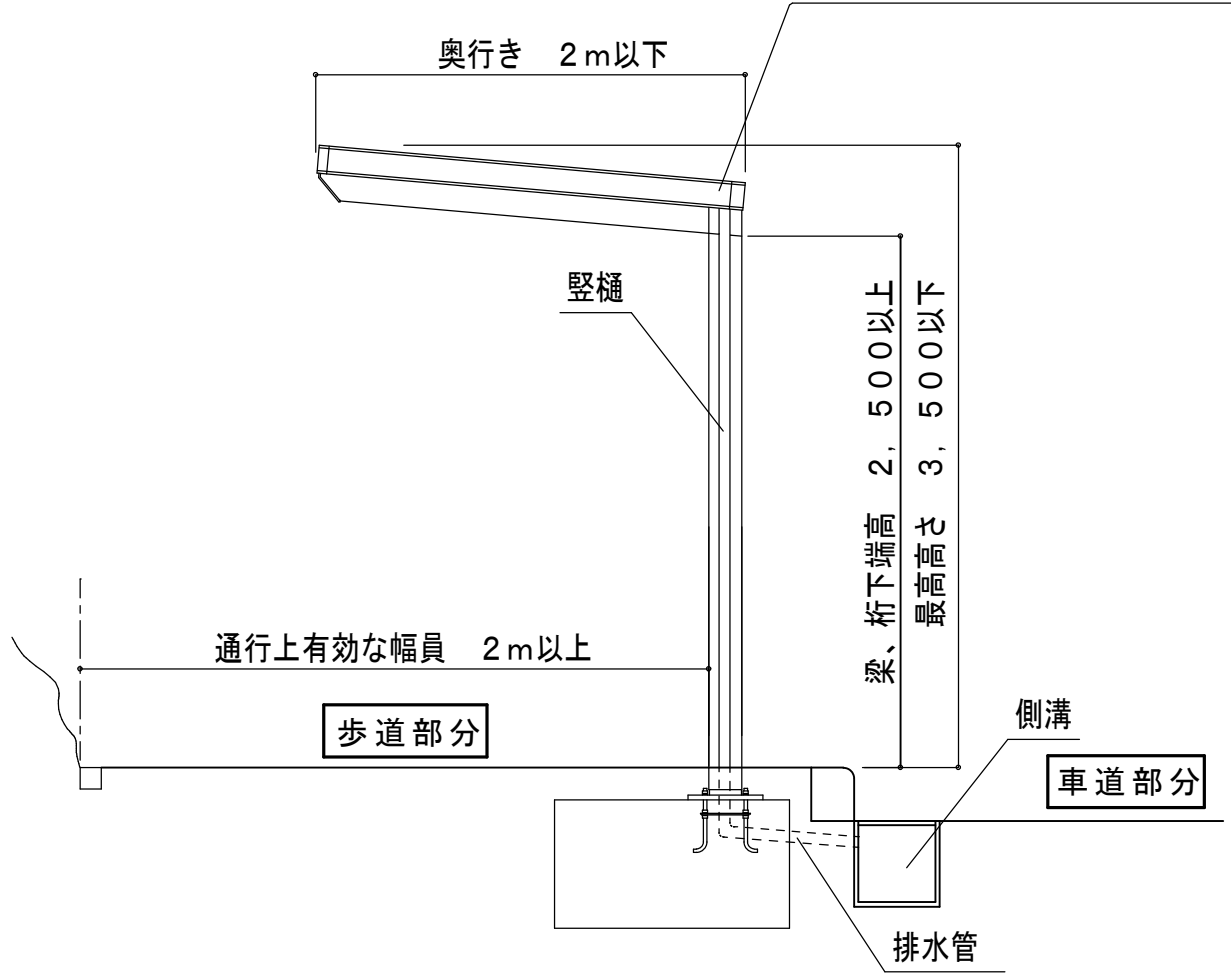 奥行き　２ｍ以下
竪樋
梁、桁下端高　２，５００以上
最高高さ　３，５００以下
通行上有効な幅員　２ｍ以上
歩道部分
側溝
車道部分
排水管